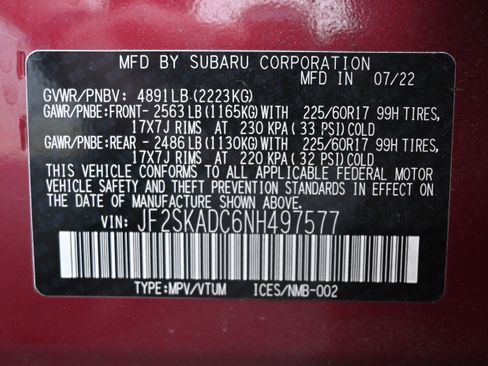 MFD BY SUBARU CORPORATION
MFD IN 07/22
GVWR/PNBV: 4891LB (2223KG)
GAWR/PNBE:FRONT- 2563 LB (1165KG) WITH 225/60R17 99H TIRES,
17X7J RIMS AT 230 KPA (33 PSI) COLD
GAWR/PNBE:REAR - 2486 LB (1130KG) WITH 225/60R17 99H TIRES,
17X7J RIMS AT 220 KPA (32 PSI) COLD
THIS VEHICLE CONFORMS TO ALL APPLICABLE FEDERAL MOTOR
VEHICLE SAFETY AND THEFT PREVENTION STANDARDS IN EFFECT
ON THE DATE OF MANUFACTURE SHOWN ABOVE.
VIN: JF2SKADC6NH497577
TYPE:MPV/VTUM ICES/NMB-002